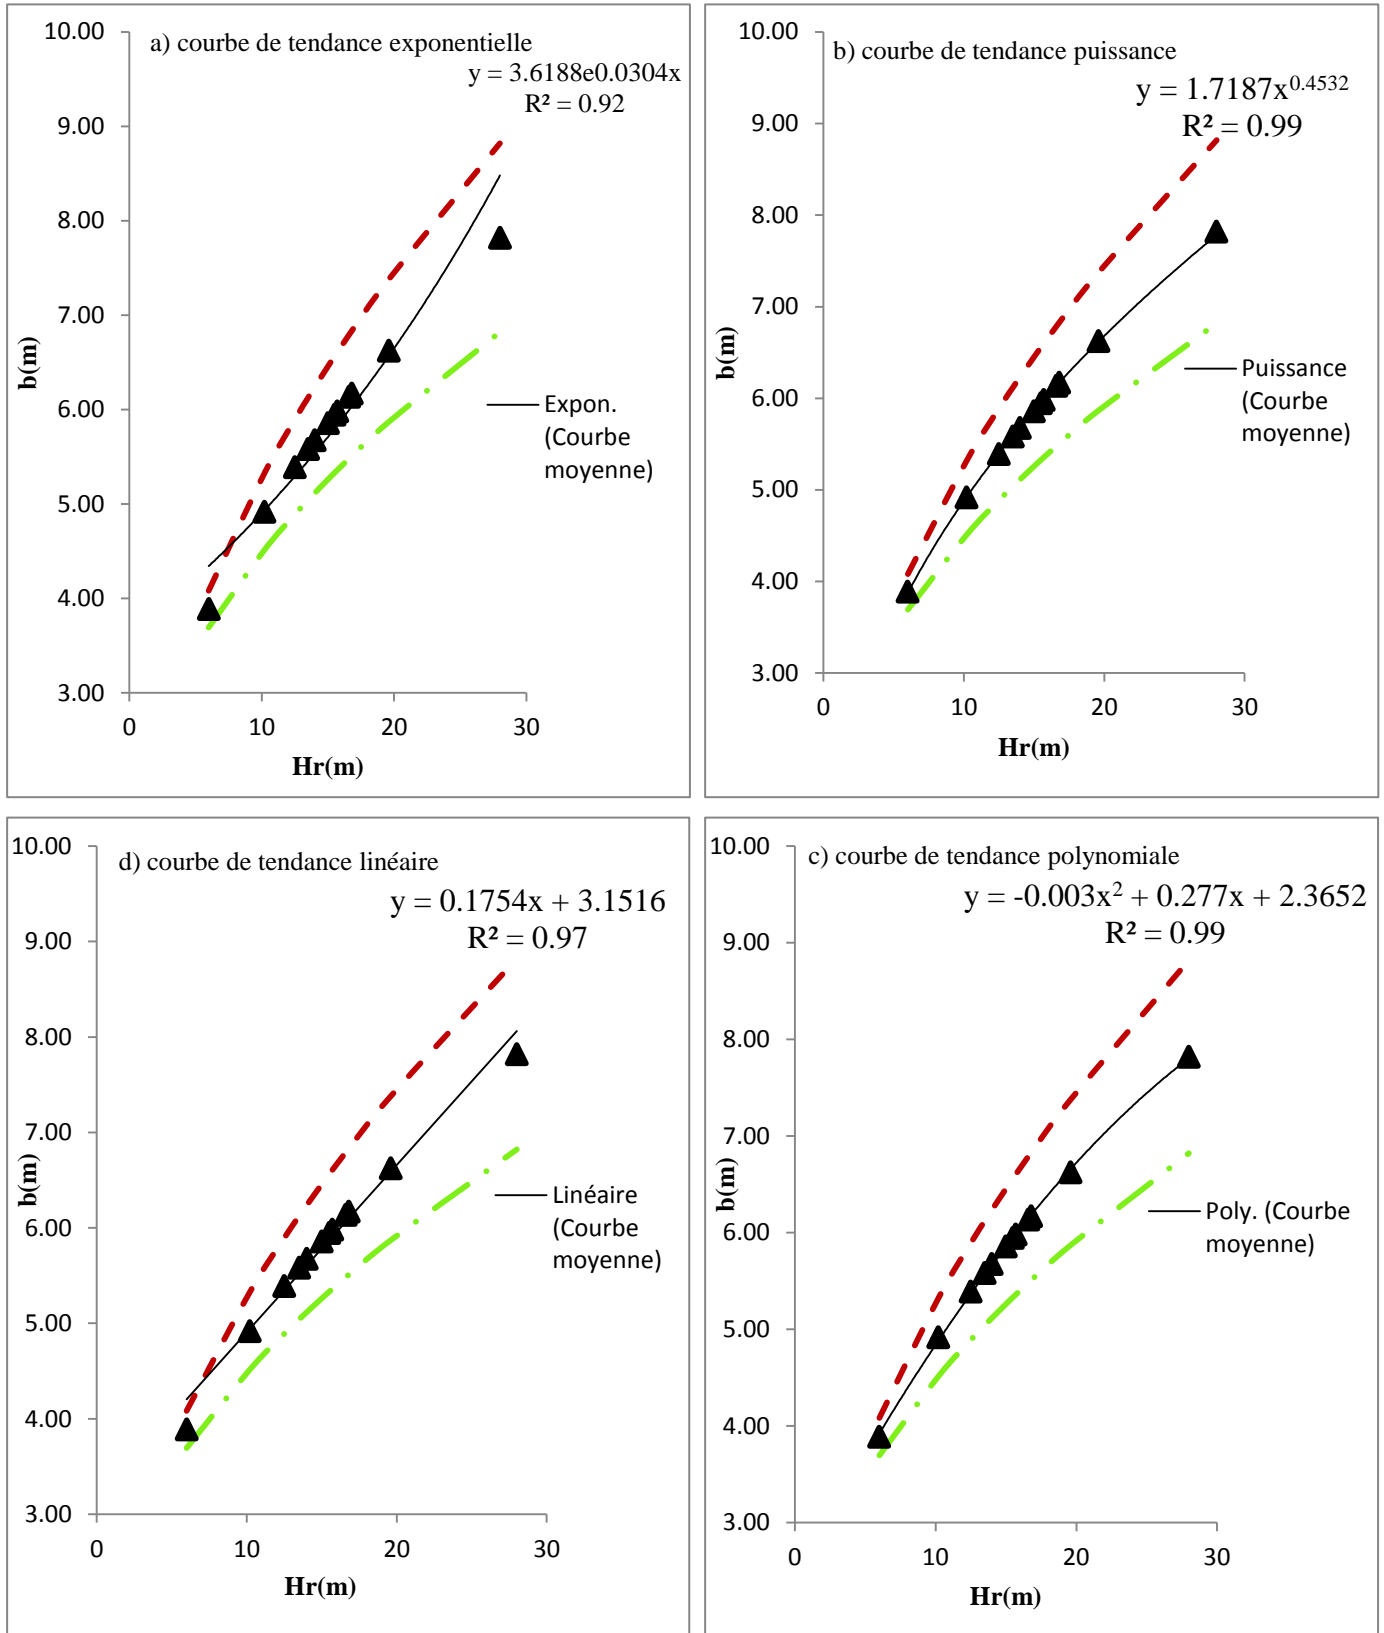 a) courbe de tendance exponentielle
y = 3.6188e0.0304x
R² = 0.92
10.00
9.00
8.00
7.00
6.00
5.00
4.00
3.00
b(m)
Expon.
(Courbe
moyenne)
0 10 20 30
Hr(m)
b) courbe de tendance puissance
y = 1.7187x^0.4532
R² = 0.99
10.00
9.00
8.00
7.00
6.00
5.00
4.00
3.00
b(m)
Puissance
(Courbe
moyenne)
0 10 20 30
Hr(m)
d) courbe de tendance linéaire
y = 0.1754x + 3.1516
R² = 0.97
10.00
9.00
8.00
7.00
6.00
5.00
4.00
3.00
b(m)
Linéaire
(Courbe
moyenne)
0 10 20 30
Hr(m)
c) courbe de tendance polynomiale
y = -0.003x² + 0.277x + 2.3652
R² = 0.99
10.00
9.00
8.00
7.00
6.00
5.00
4.00
3.00
b(m)
Poly. (Courbe
moyenne)
0 10 20 30
Hr(m)